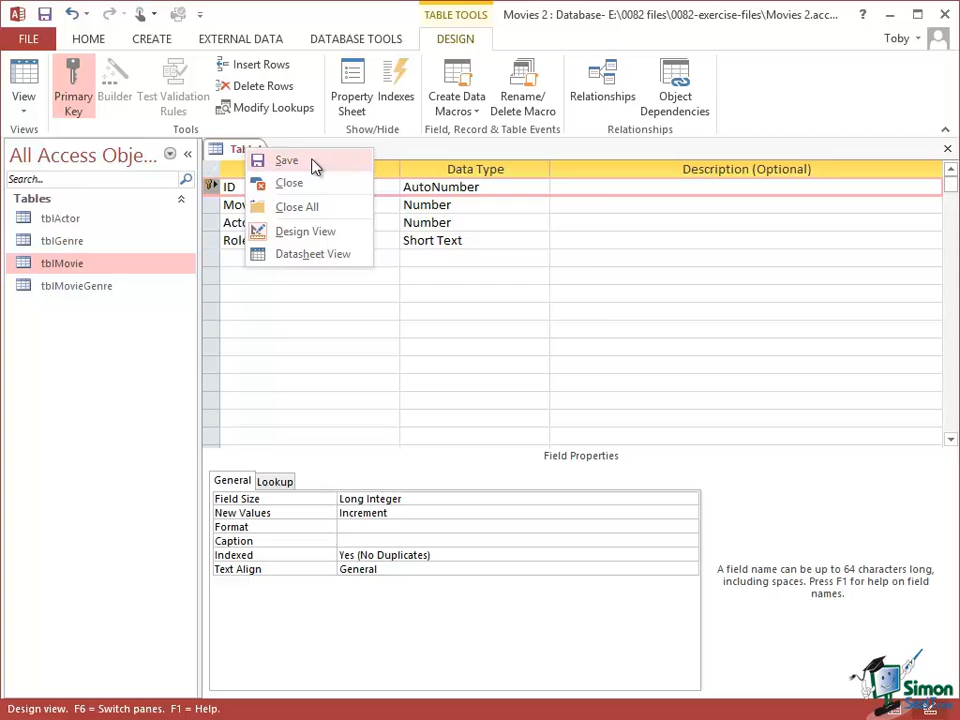 TABLE TOOLS
Movies 2 : Database- E:\0082 files\0082-exercise-files\Movies 2.acc...
?
FILE
HOME
CREATE
EXTERNAL DATA
DATABASE TOOLS
DESIGN
Toby
View
Primary Key
Builder
Test Validation Rules
Insert Rows
Delete Rows
Modify Lookups
Property Sheet
Indexes
Create Data Macros
Rename/ Delete Macro
Relationships
Object Dependencies
Views
Tools
Show/Hide
Field, Record & Table Events
Relationships
All Access Obje...
Search...
Tables
tblActor
tblGenre
tblMovie
tblMovieGenre
Save
Close
Close All
Design View
Datasheet View
Data Type
Description (Optional)
ID
AutoNumber
Number
Number
Short Text
Field Properties
General
Lookup
Field Size
Long Integer
New Values
Increment
Format
Caption
Indexed
Yes (No Duplicates)
Text Align
General
A field name can be up to 64 characters long,
including spaces. Press F1 for help on field
names.
Simon
Design view. F6 = Switch panes. F1 = Help.